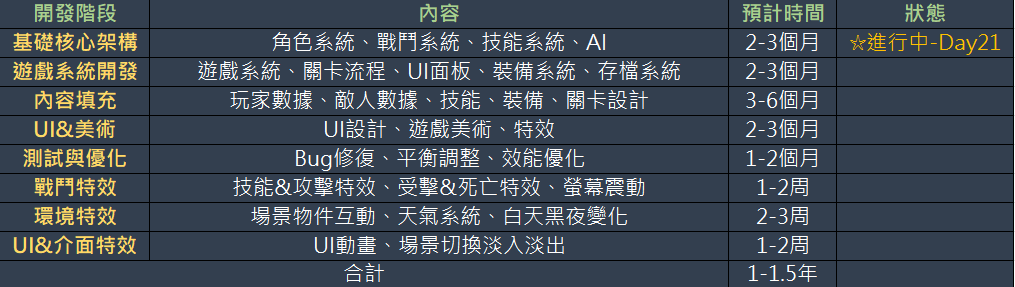 開發階段 內容 預計時間 狀態
基礎核心架構 角色系統、戰鬥系統、技能系統、AI 2-3個月 ☆進行中-Day21
遊戲系統開發 遊戲系統、關卡流程、UI面板、裝備系統、存檔系統 2-3個月
內容填充 玩家數據、敵人數據、技能、裝備、關卡設計 3-6個月
UI&美術 UI設計、遊戲美術、特效 2-3個月
測試與優化 Bug修復、平衡調整、效能優化 1-2個月
戰鬥特效 技能&攻擊特效、受擊&死亡特效、螢幕震動 1-2周
環境特效 場景物件互動、天氣系統、白天黑夜變化 2-3周
UI&介面特效 UI動畫、場景切換淡入淡出 1-2周
合計 1-1.5年